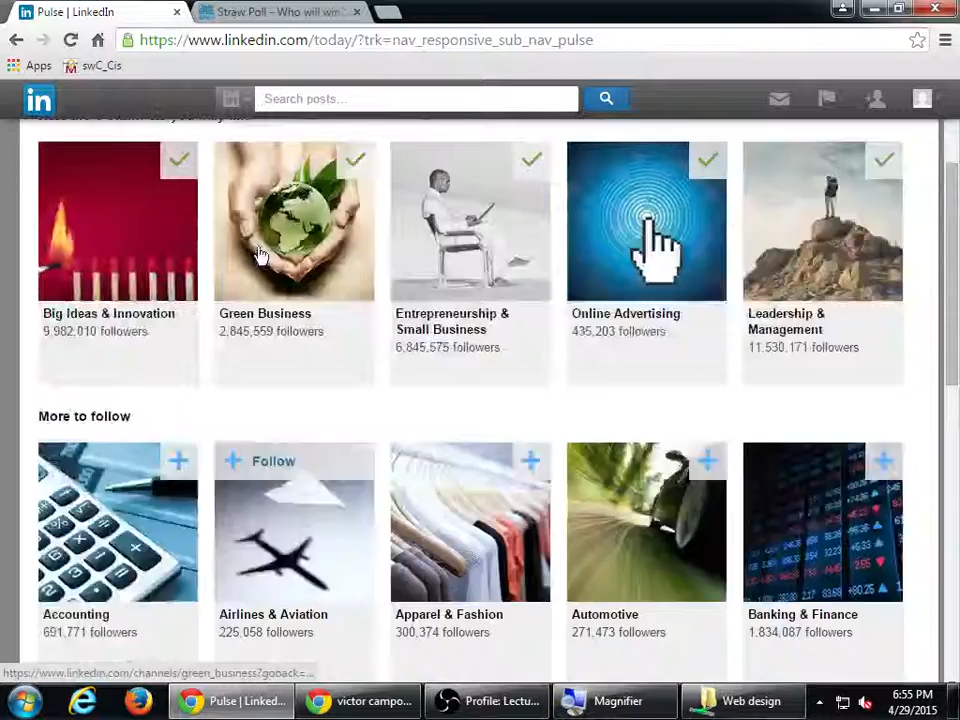 Pulse | LinkedIn
Straw Poll - Who will win
https://www.linkedin.com/today/?trk=nav_responsive_sub_nav_pulse
Apps
swC_Cis
in
in
Search posts...
Big Ideas & Innovation
9,982,010 followers
Green Business
2,845,559 followers
Entrepreneurship &
Small Business
6,845,575 followers
Online Advertising
435,203 followers
Leadership &
Management
11,530,171 followers
More to follow
Follow
Accounting
691,771 followers
Airlines & Aviation
225,058 followers
Apparel & Fashion
300,374 followers
Automotive
271,473 followers
Banking & Finance
1,834,087 followers
https://www.linkedin.com/channels/green_business?goback=...
Pulse | Linked...
victor campo...
Profile: Lectu...
Magnifier
Web design
6:55 PM
4/29/2015